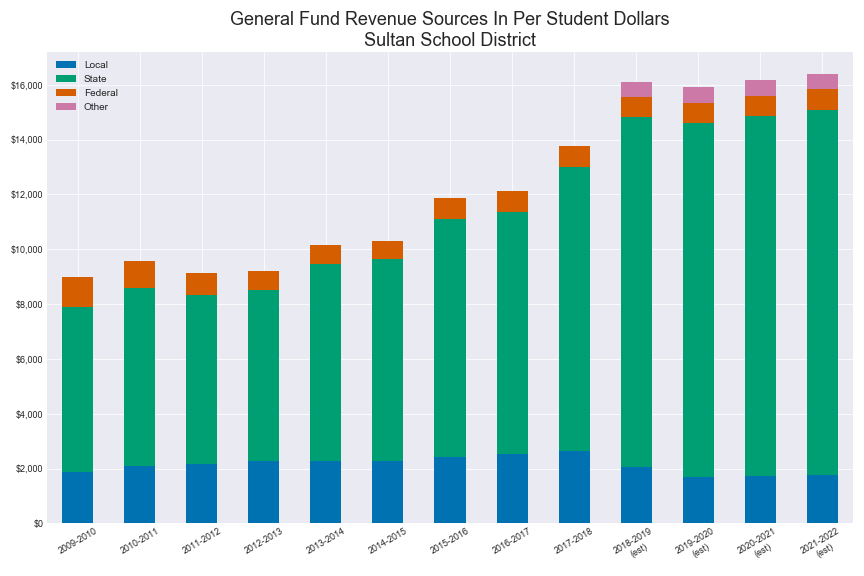 General Fund Revenue Sources In Per Student Dollars
Sultan School District
Local
State
Federal
Other
$16,000
$14,000
$12,000
$10,000
$8,000
$6,000
$4,000
$2,000
$0
2009-2010
2010-2011
2011-2012
2012-2013
2013-2014
2014-2015
2015-2016
2016-2017
2017-2018
2018-2019
(est)
2019-2020
(est)
2020-2021
(est)
2021-2022
(est)